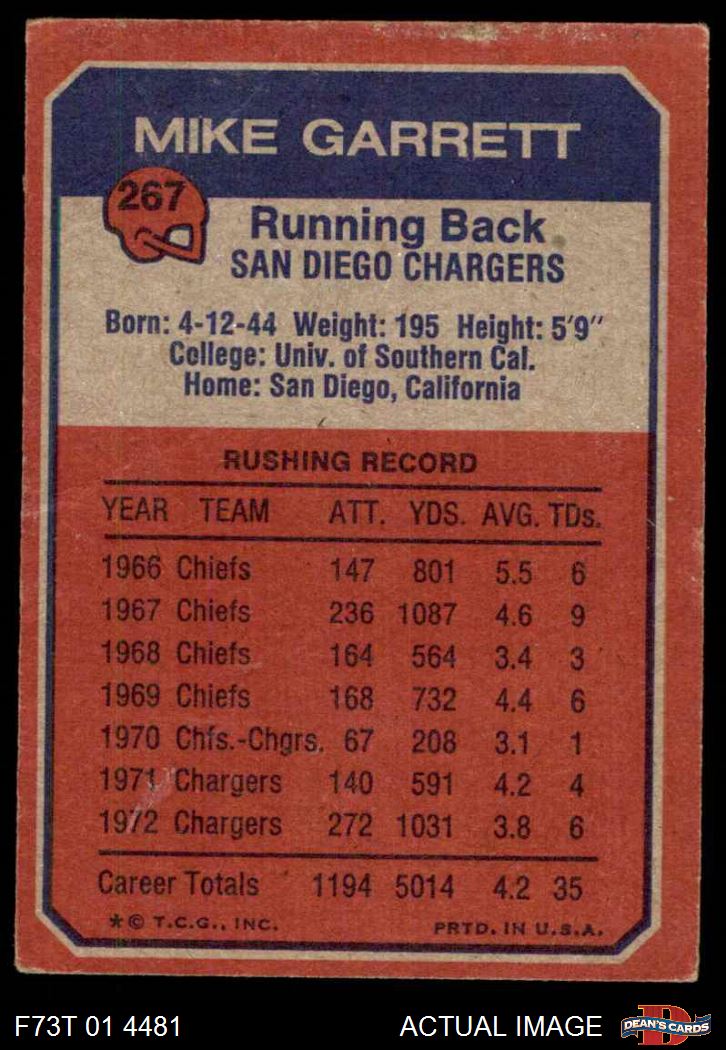 MIKE GARRETT
267
Running Back
SAN DIEGO CHARGERS
Born: 4-12-44 Weight: 195 Height: 5'9"
College: Univ. of Southern Cal.
Home: San Diego, California
RUSHING RECORD
YEAR TEAM ATT. YDS. AVG. TDs.
1966 Chiefs 147 801 5.5 6
1967 Chiefs 236 1087 4.6 9
1968 Chiefs 164 564 3.4 3
1969 Chiefs 168 732 4.4 6
1970 Chfs.-Chgrs. 67 208 3.1 1
1971 Chargers 140 591 4.2 4
1972 Chargers 272 1031 3.8 6
Career Totals 1194 5014 4.2 35
*© T.C.G., INC. PRTD. IN U.S.A.
F73T 01 4481 ACTUAL IMAGE D DEAN'S CARDS